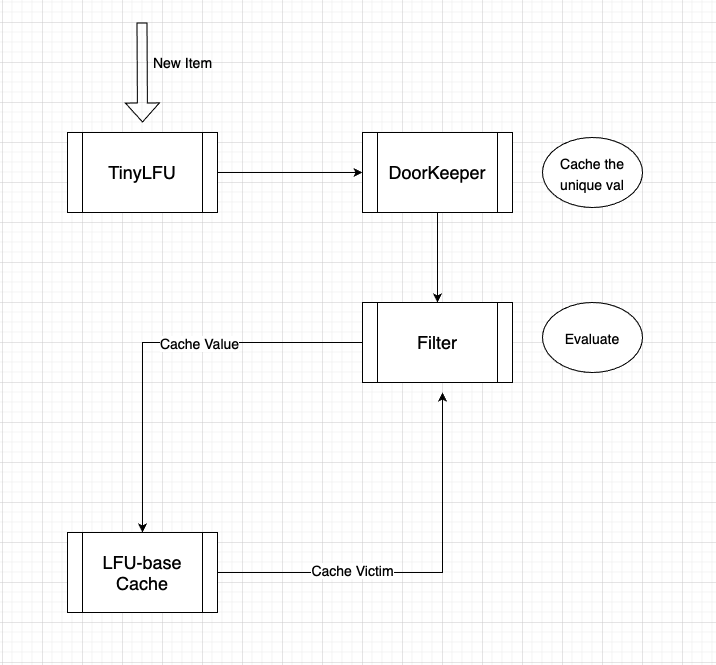 New Item
TinyLFU
DoorKeeper
Cache the
unique val
Filter
Evaluate
Cache Value
LFU-base
Cache
Cache Victim